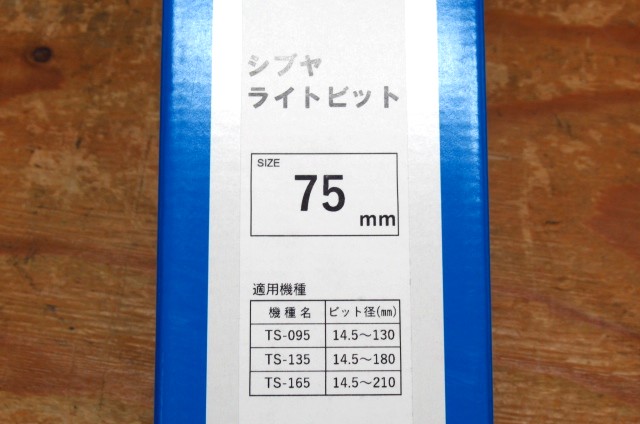 シブヤ
ライトビット
SIZE
75
mm
適用機種
機種名 ビット径(㎜)
TS-095 14.5〜130
TS-135 14.5〜180
TS-165 14.5〜210